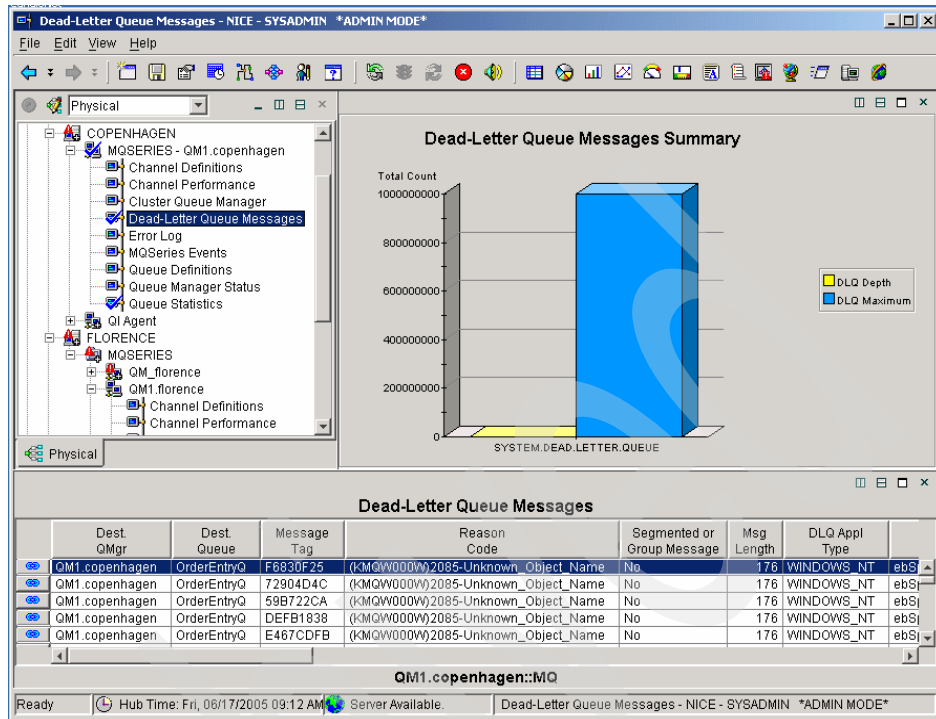 Dead-Letter Queue Messages - NICE - SYSADMIN *ADMIN MODE*
File Edit View Help
Physical
COPENHAGEN
MQSERIES - QM1.copenhagen
Channel Definitions
Channel Performance
Cluster Queue Manager
Dead-Letter Queue Messages
Error Log
MQSeries Events
Queue Definitions
Queue Manager Status
Queue Statistics
QI Agent
FLORENCE
MQSERIES
QM_florence
QM1.florence
Channel Definitions
Channel Performance
Physical
Dead-Letter Queue Messages Summary
Total Count
1000000000
800000000
600000000
400000000
200000000
0
SYSTEM.DEAD.LETTER.QUEUE
DLQ Depth
DLQ Maximum
Dead-Letter Queue Messages
Dest. QMgr Dest. Queue Message Tag Reason Code Segmented or Group Message Msg Length DLQ Appl Type
QM1.copenhagen OrderEntryQ F6830F25 (KMQW000W)2085-Unknown_Object_Name No 176 WINDOWS_NT ebS
QM1.copenhagen OrderEntryQ 72904D4C (KMQW000W)2085-Unknown_Object_Name No 176 WINDOWS_NT ebS
QM1.copenhagen OrderEntryQ 59B722CA (KMQW000W)2085-Unknown_Object_Name No 176 WINDOWS_NT ebS
QM1.copenhagen OrderEntryQ DEFB1838 (KMQW000W)2085-Unknown_Object_Name No 176 WINDOWS_NT ebS
QM1.copenhagen OrderEntryQ E467CDFB (KMQW000W)2085-Unknown_Object_Name No 176 WINDOWS_NT ebS
QM1.copenhagen::MQ
Ready Hub Time: Fri, 06/17/2005 09:12 AM Server Available. Dead-Letter Queue Messages - NICE - SYSADMIN *ADMIN MODE*